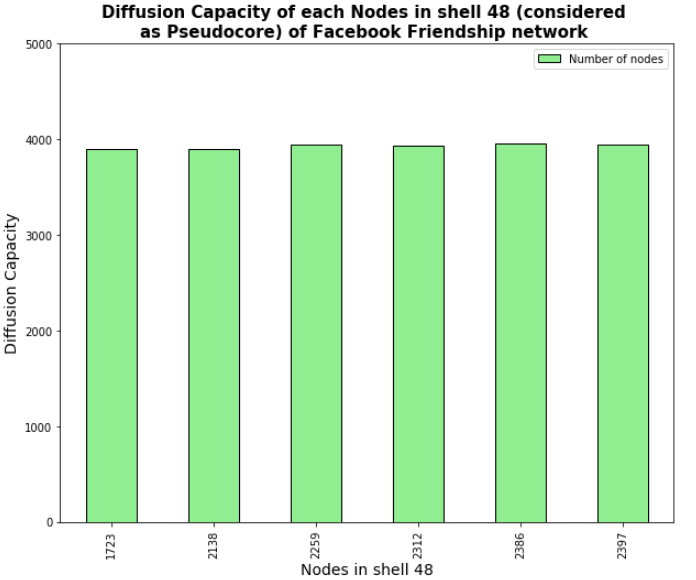 Diffusion Capacity of each Nodes in shell 48 (considered
as Pseudocore) of Facebook Friendship network
Number of nodes
Diffusion Capacity
5000
4000
3000
2000
1000
0
1723
2138
2259
2312
2386
2397
Nodes in shell 48